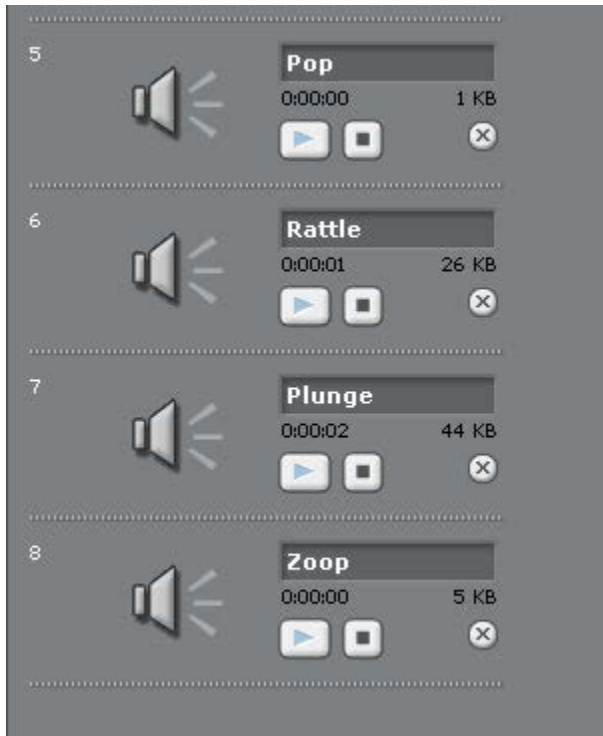 5
Pop
0:00:00 1 KB
6
Rattle
0:00:01 26 KB
7
Plunge
0:00:02 44 KB
8
Zoop
0:00:00 5 KB